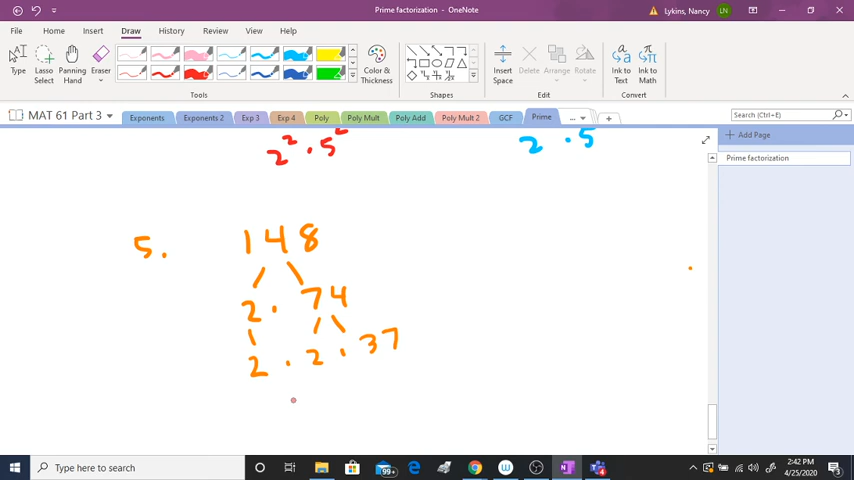 Prime factorization - OneNote
Lykins, Nancy LN
File Home Insert Draw History Review View
Type Lasso Select Panning Hand Eraser Color & Thickness Insert Space Delete Arrange Rotate Ink to Text Ink to Math
Tools Shapes Edit Convert
MAT 61 Part 3 Exponents Exponents 2 Exp 3 Exp 4 Poly Poly Mult Poly Add Poly Mult 2 GCF Prime ... + Search (Ctrl+E)
+ Add Page
Prime factorization
2² · 5² 2 · 5
5. 148
2 · 74
2 · 2 · 37
Type here to search 99+ 2:42 PM
4/25/2020 3